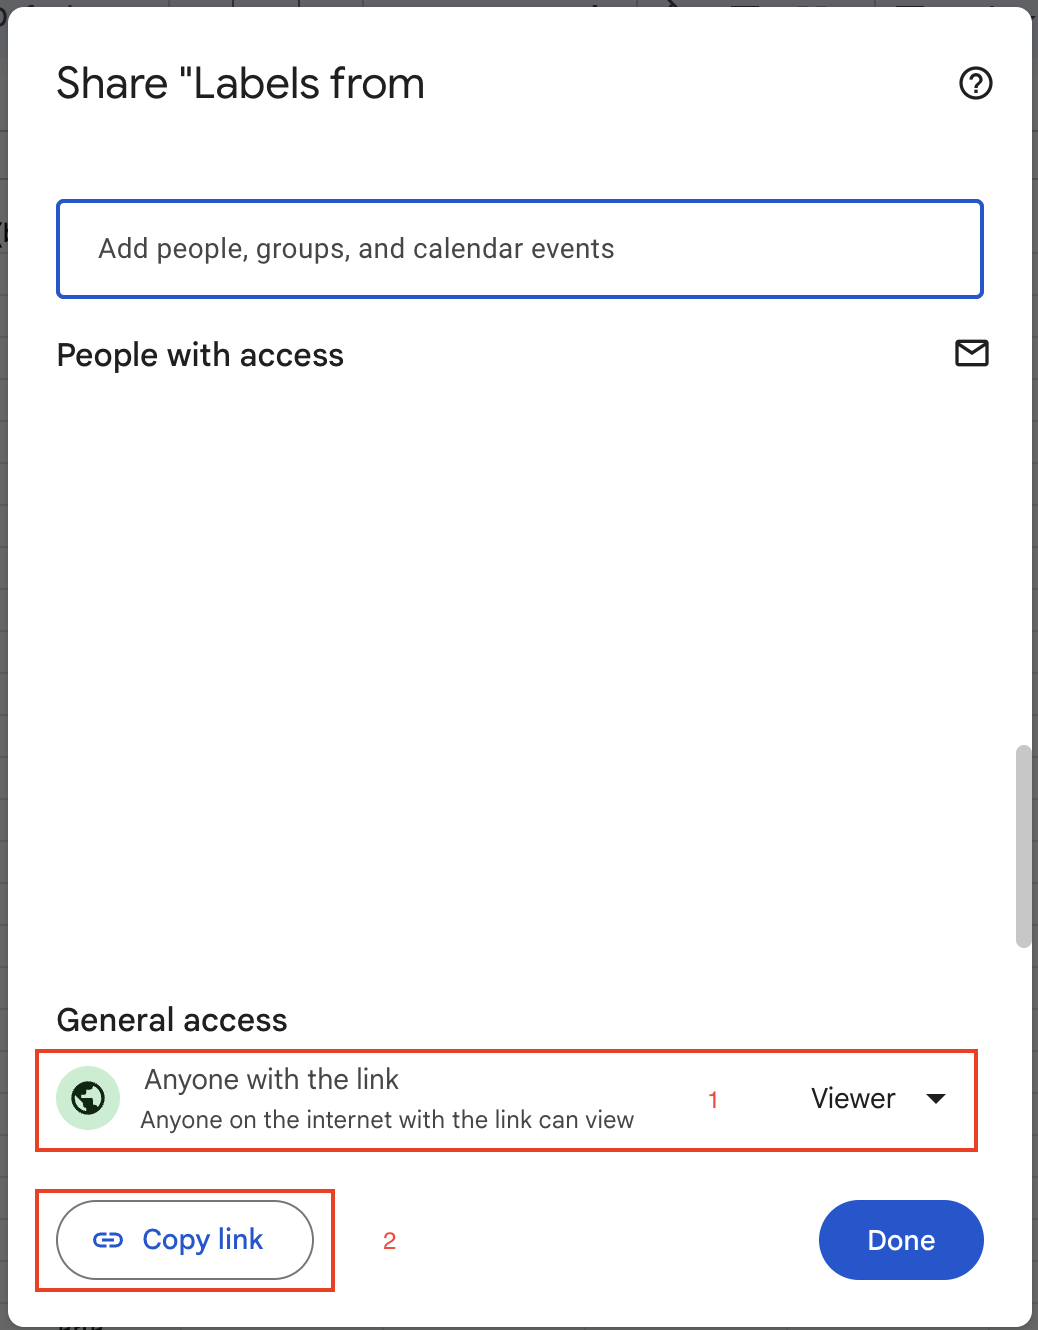 Share "Labels from
Add people, groups, and calendar events
People with access
General access
Anyone with the link
Anyone on the internet with the link can view
1
Viewer
Copy link
2
Done